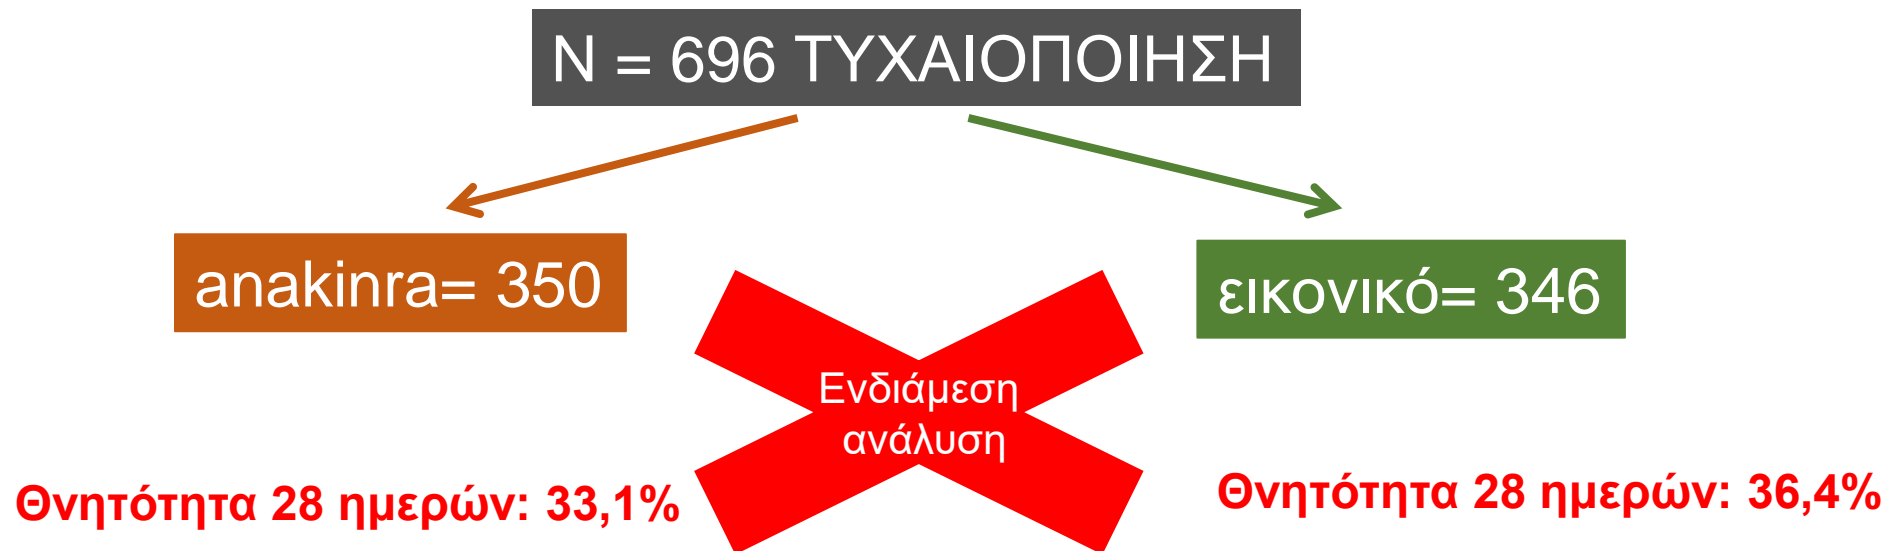 N = 696 ΤΥΧΑΙΟΠΟΙΗΣΗ
anakinra= 350
εικονικό= 346
Ενδιάμεση
ανάλυση
Θνητότητα 28 ημερών: 33,1%
Θνητότητα 28 ημερών: 36,4%